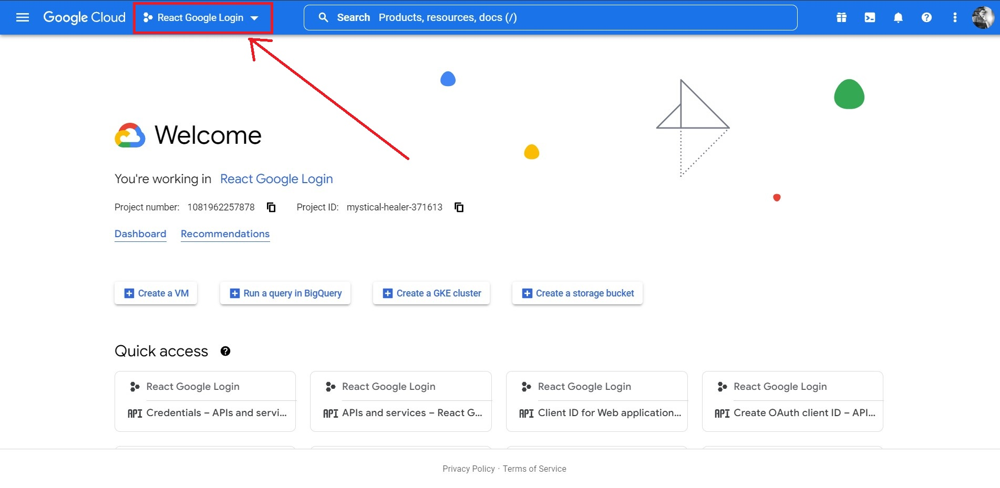 Google Cloud React Google Login Search Products, resources, docs (/)
Welcome
You're working in React Google Login
Project number: 1081962257878 Project ID: mystical-healer-371613
Dashboard Recommendations
Create a VM Run a query in BigQuery Create a GKE cluster Create a storage bucket
Quick access
React Google Login
API Credentials – APIs and servi...
React Google Login
API APIs and services – React G...
React Google Login
API Client ID for Web application...
React Google Login
API Create OAuth client ID – API...
Privacy Policy · Terms of Service